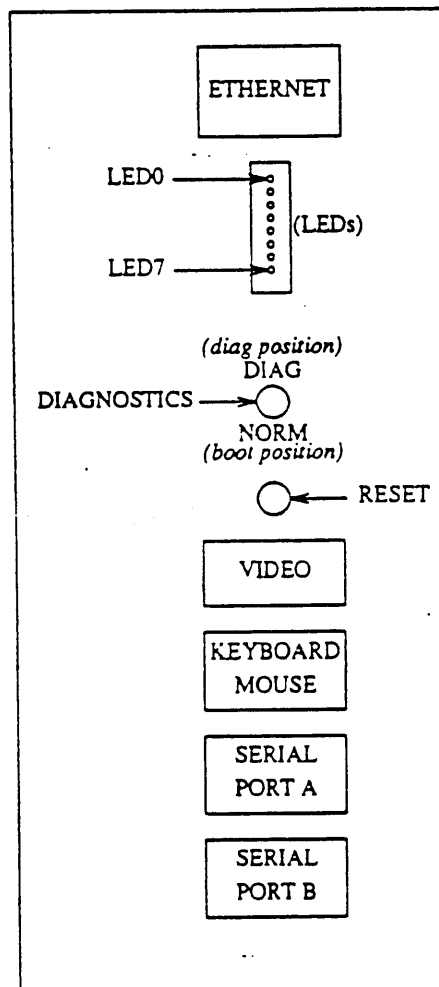 ETHERNET
LED0
(LEDs)
LED7
(diag position)
DIAG
DIAGNOSTICS
NORM
(boot position)
RESET
VIDEO
KEYBOARD
MOUSE
SERIAL
PORT A
SERIAL
PORT B